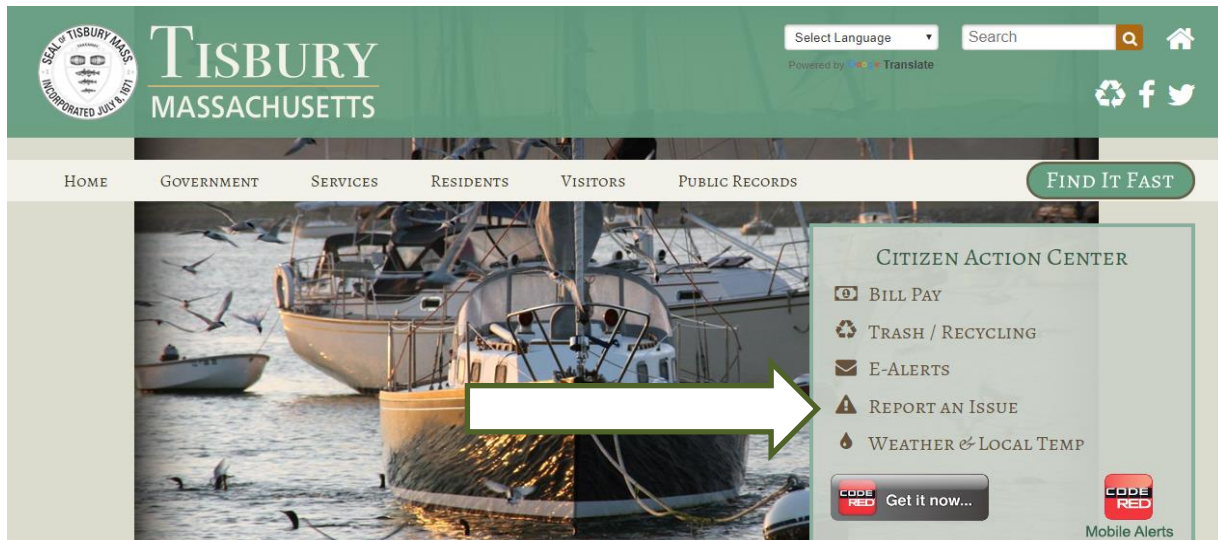 SEAL OF TISBURY MASS.
INCORPORATED JULY 8, 1671
TISBURY
MASSACHUSETTS
Select Language
Search
Powered by Google Translate
HOME GOVERNMENT SERVICES RESIDENTS VISITORS PUBLIC RECORDS FIND IT FAST
CITIZEN ACTION CENTER
BILL PAY
TRASH / RECYCLING
E-ALERTS
REPORT AN ISSUE
WEATHER & LOCAL TEMP
CODE RED Get it now...
CODE RED
Mobile Alerts